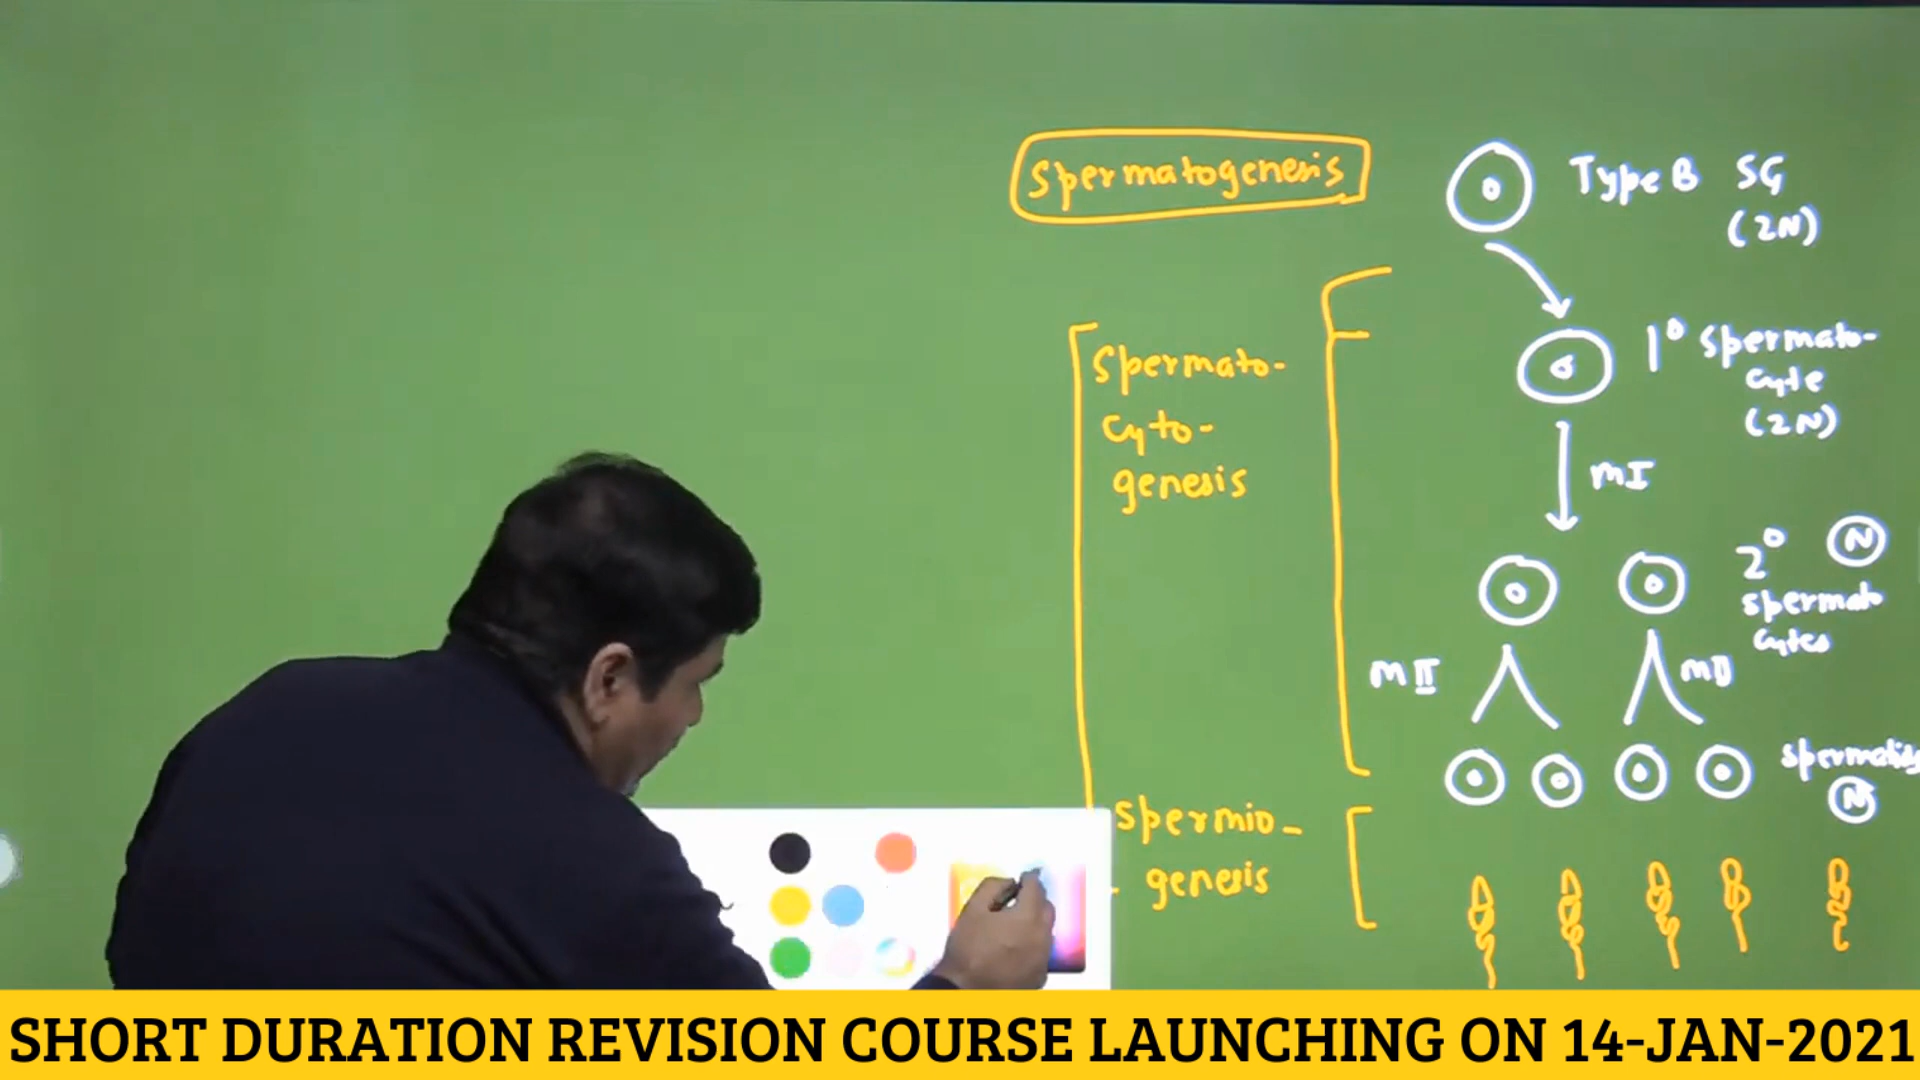 Spermatogenesis
Type B SG
(2N)
1° Spermato-
cyte
(2N)
Spermato-
cyto-
genesis
MI
2° N
Spermato
cytes
MII
MII
Spermatids
N
Spermio-
genesis
SHORT DURATION REVISION COURSE LAUNCHING ON 14-JAN-2021